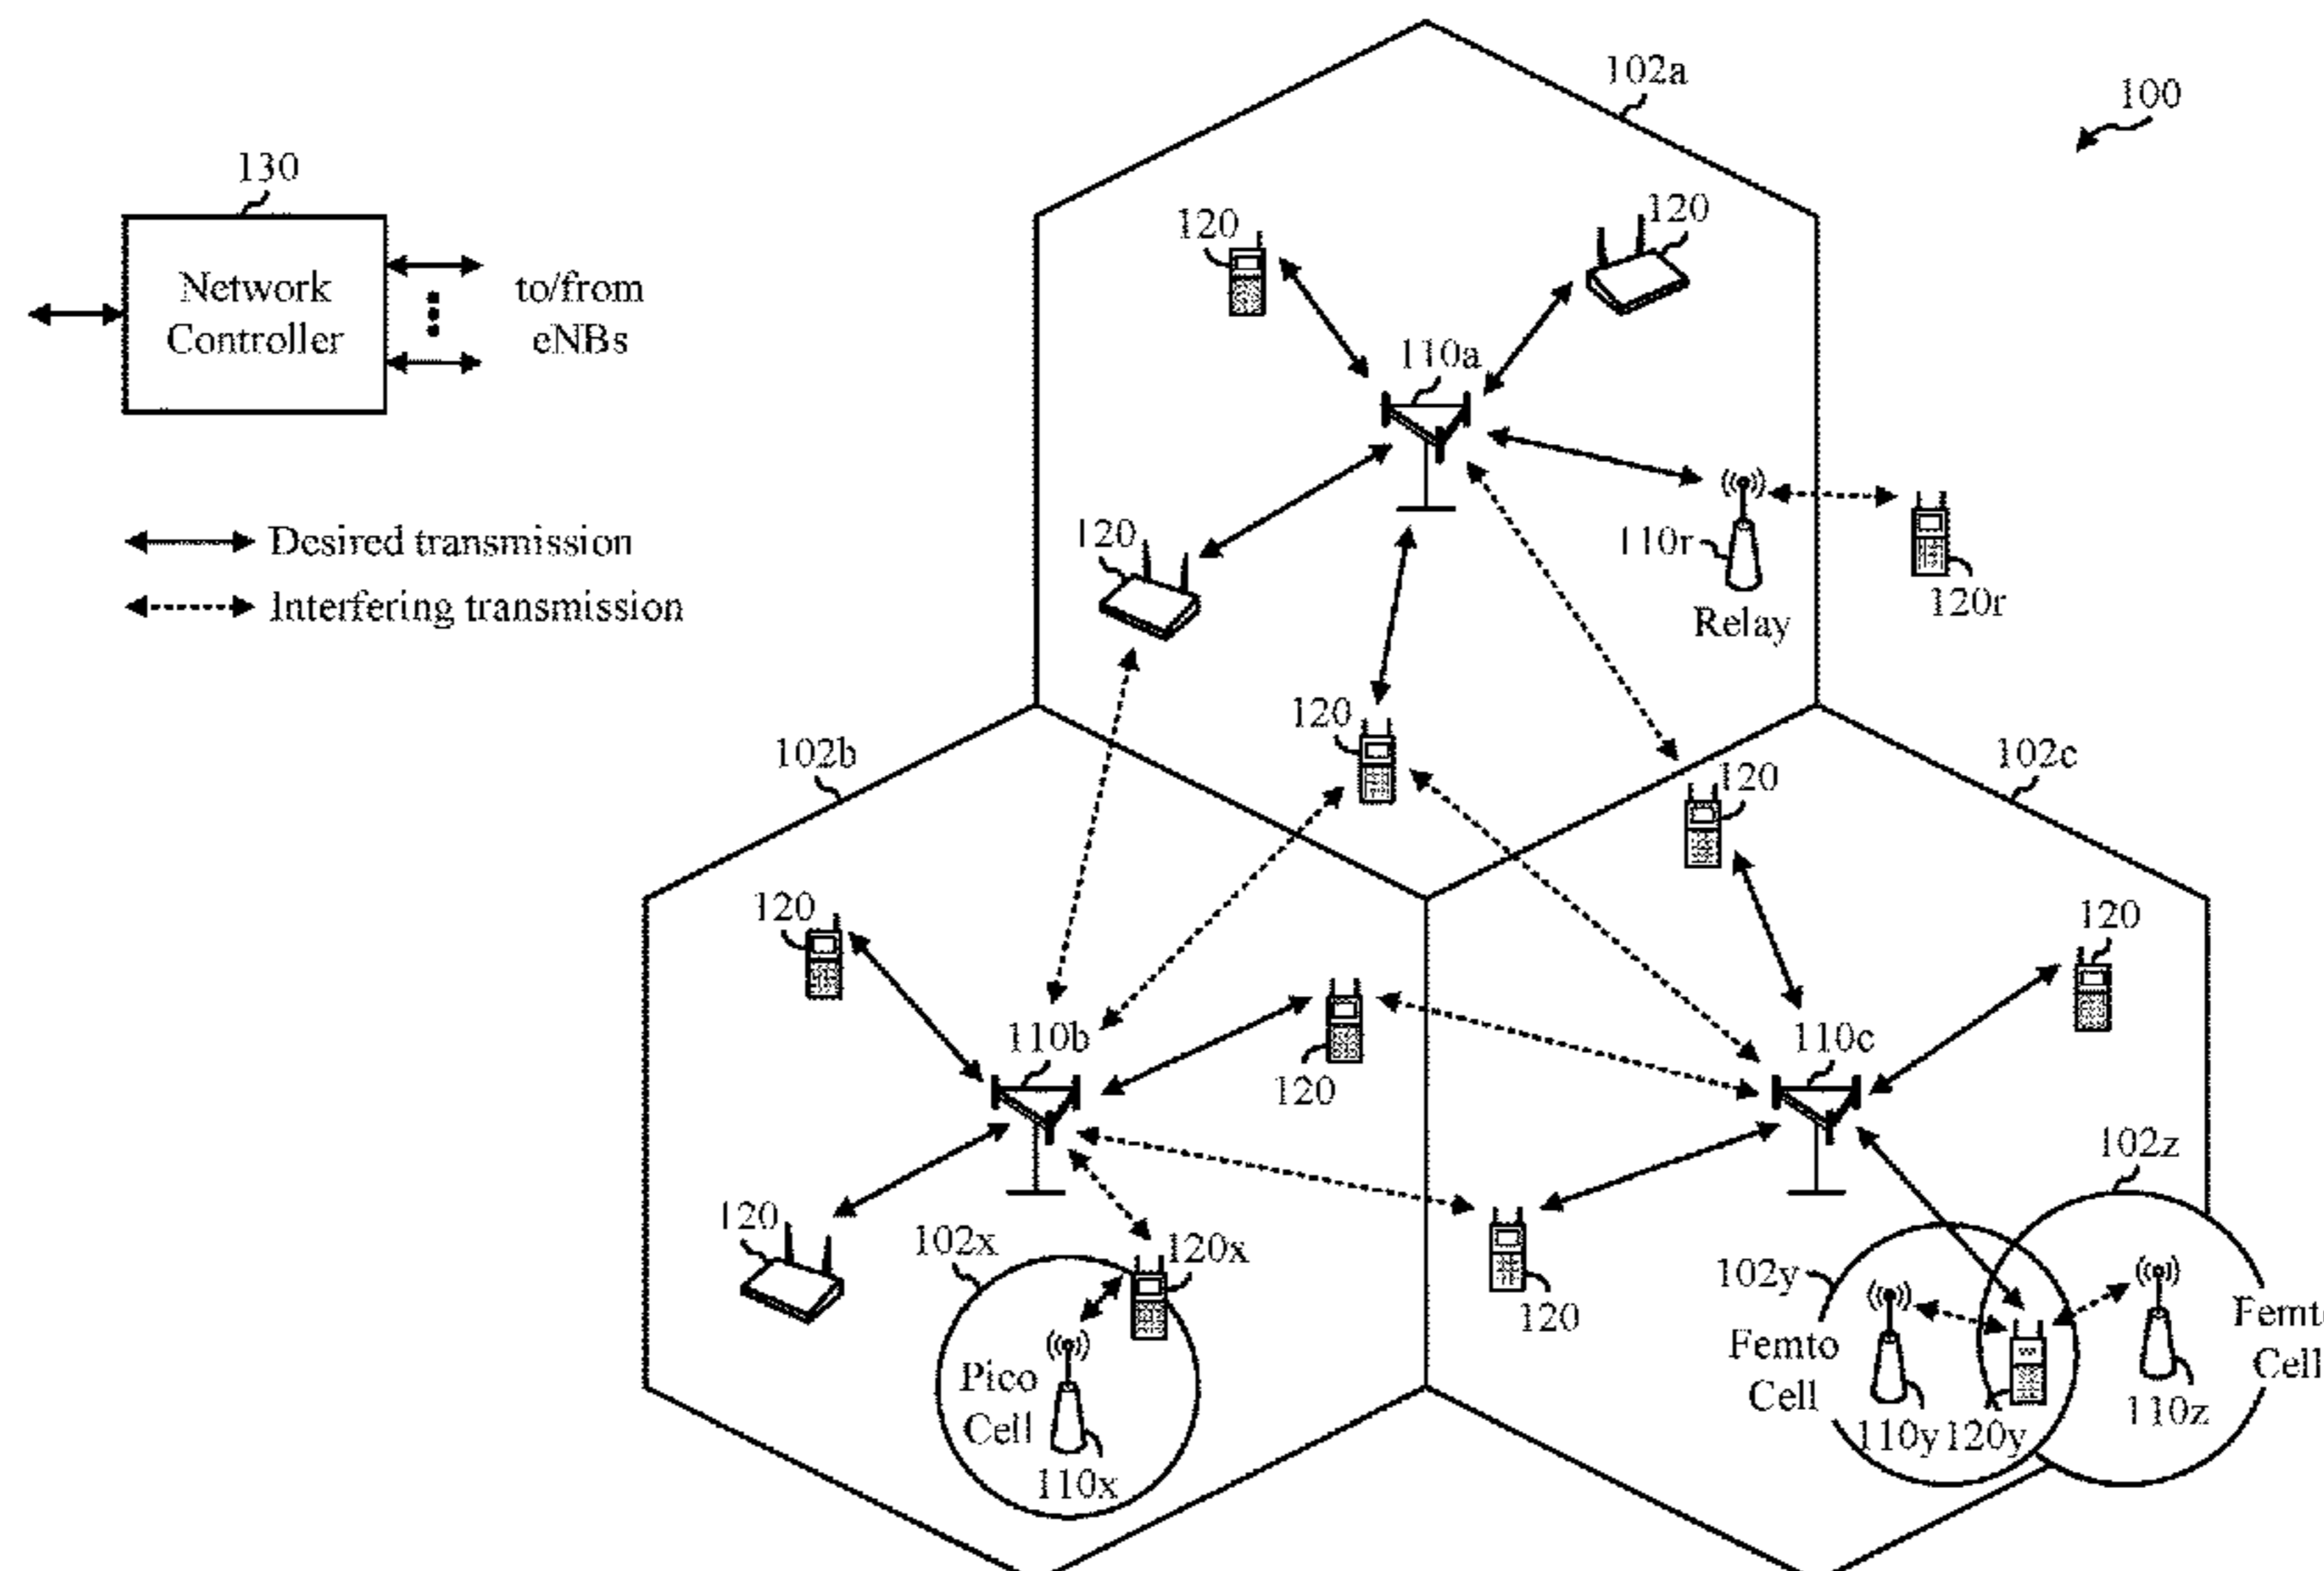 102a
100
130
120
120
Network
Controller
to/from
eNBs
110a
Desired transmission
120
110r
Interfering transmission
120r
Relay
120
102b
102c
120
120
120
110b
110c
120
102z
120
102x
120x
102y
120
Femto
Cell
Pico
Cell
Femto
Cell
110z
110y
120y
110x